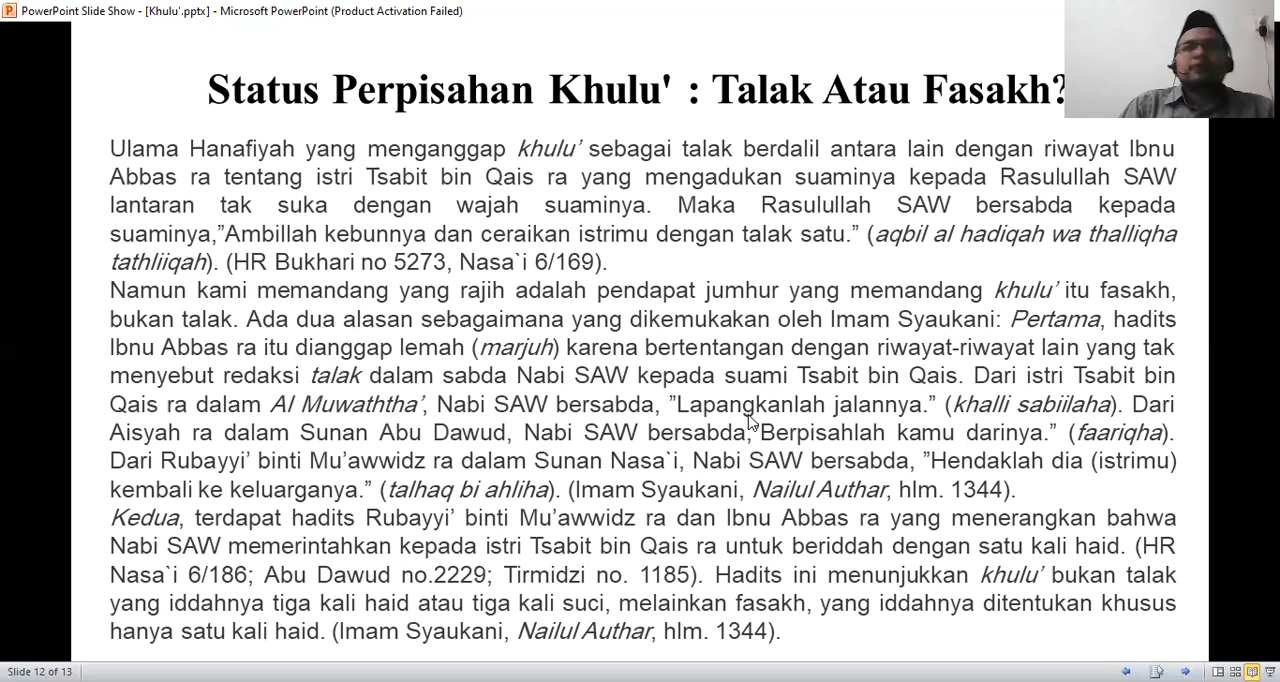 PowerPoint Slide Show - [Khulu'.pptx] - Microsoft PowerPoint (Product Activation Failed)
Status Perpisahan Khulu' : Talak Atau Fasakh?
Ulama Hanafiyah yang menganggap khulu’ sebagai talak berdalil antara lain dengan riwayat Ibnu
Abbas ra tentang istri Tsabit bin Qais ra yang mengadukan suaminya kepada Rasulullah SAW
lantaran tak suka dengan wajah suaminya. Maka Rasulullah SAW bersabda kepada
suaminya,”Ambillah kebunnya dan ceraikan istrimu dengan talak satu.” (aqbil al hadiqah wa thalliqha
tathliiqah). (HR Bukhari no 5273, Nasa`i 6/169).
Namun kami memandang yang rajih adalah pendapat jumhur yang memandang khulu’ itu fasakh,
bukan talak. Ada dua alasan sebagaimana yang dikemukakan oleh Imam Syaukani: Pertama, hadits
Ibnu Abbas ra itu dianggap lemah (marjuh) karena bertentangan dengan riwayat-riwayat lain yang tak
menyebut redaksi talak dalam sabda Nabi SAW kepada suami Tsabit bin Qais. Dari istri Tsabit bin
Qais ra dalam Al Muwaththa’, Nabi SAW bersabda, ”Lapangkanlah jalannya.” (khalli sabiilaha). Dari
Aisyah ra dalam Sunan Abu Dawud, Nabi SAW bersabda,”Berpisahlah kamu darinya.” (faariqha).
Dari Rubayyi’ binti Mu’awwidz ra dalam Sunan Nasa`i, Nabi SAW bersabda, ”Hendaklah dia (istrimu)
kembali ke keluarganya.” (talhaq bi ahliha). (Imam Syaukani, Nailul Authar, hlm. 1344).
Kedua, terdapat hadits Rubayyi’ binti Mu’awwidz ra dan Ibnu Abbas ra yang menerangkan bahwa
Nabi SAW memerintahkan kepada istri Tsabit bin Qais ra untuk beriddah dengan satu kali haid. (HR
Nasa`i 6/186; Abu Dawud no.2229; Tirmidzi no. 1185). Hadits ini menunjukkan khulu’ bukan talak
yang iddahnya tiga kali haid atau tiga kali suci, melainkan fasakh, yang iddahnya ditentukan khusus
hanya satu kali haid. (Imam Syaukani, Nailul Authar, hlm. 1344).
Slide 12 of 13